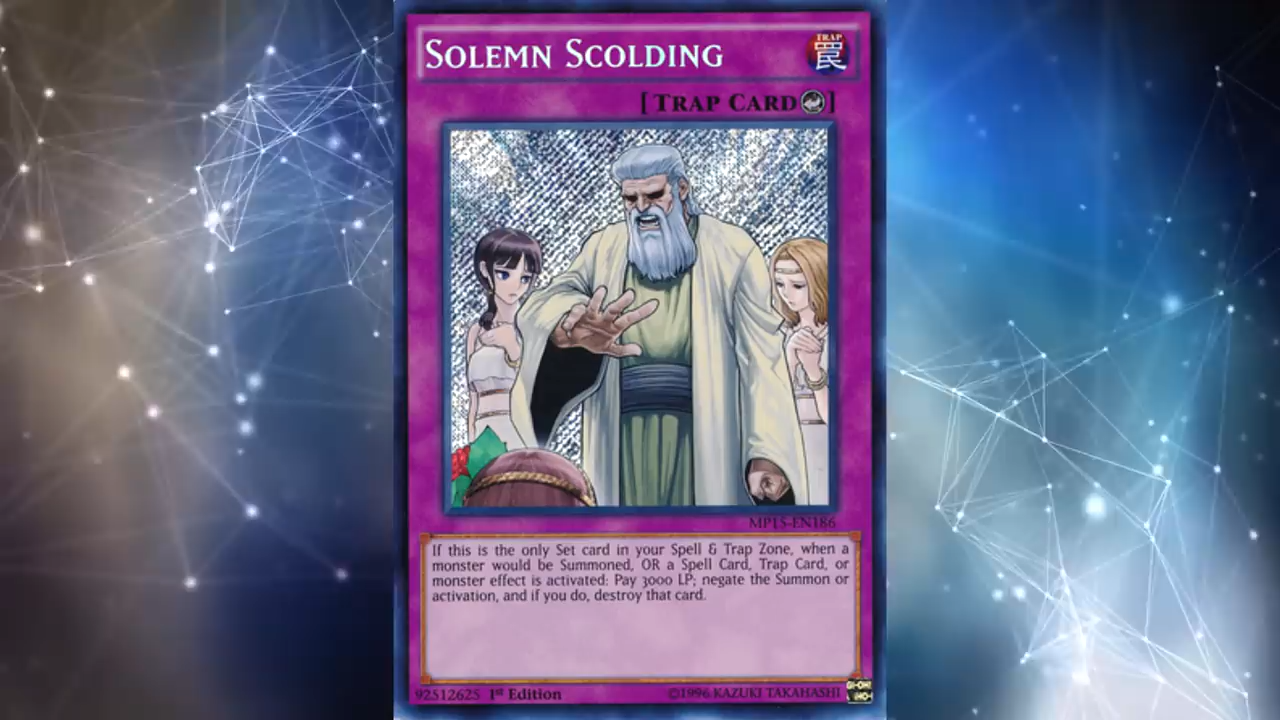 SOLEMN SCOLDING
TRAP
罠
[TRAP CARD]
MP15-EN186
If this is the only Set card in your Spell & Trap Zone, when a
monster would be Summoned, OR a Spell Card, Trap Card, or
monster effect is activated: Pay 3000 LP; negate the Summon or
activation, and if you do, destroy that card.
92512625 1st Edition
©1996 KAZUKI TAKAHASHI